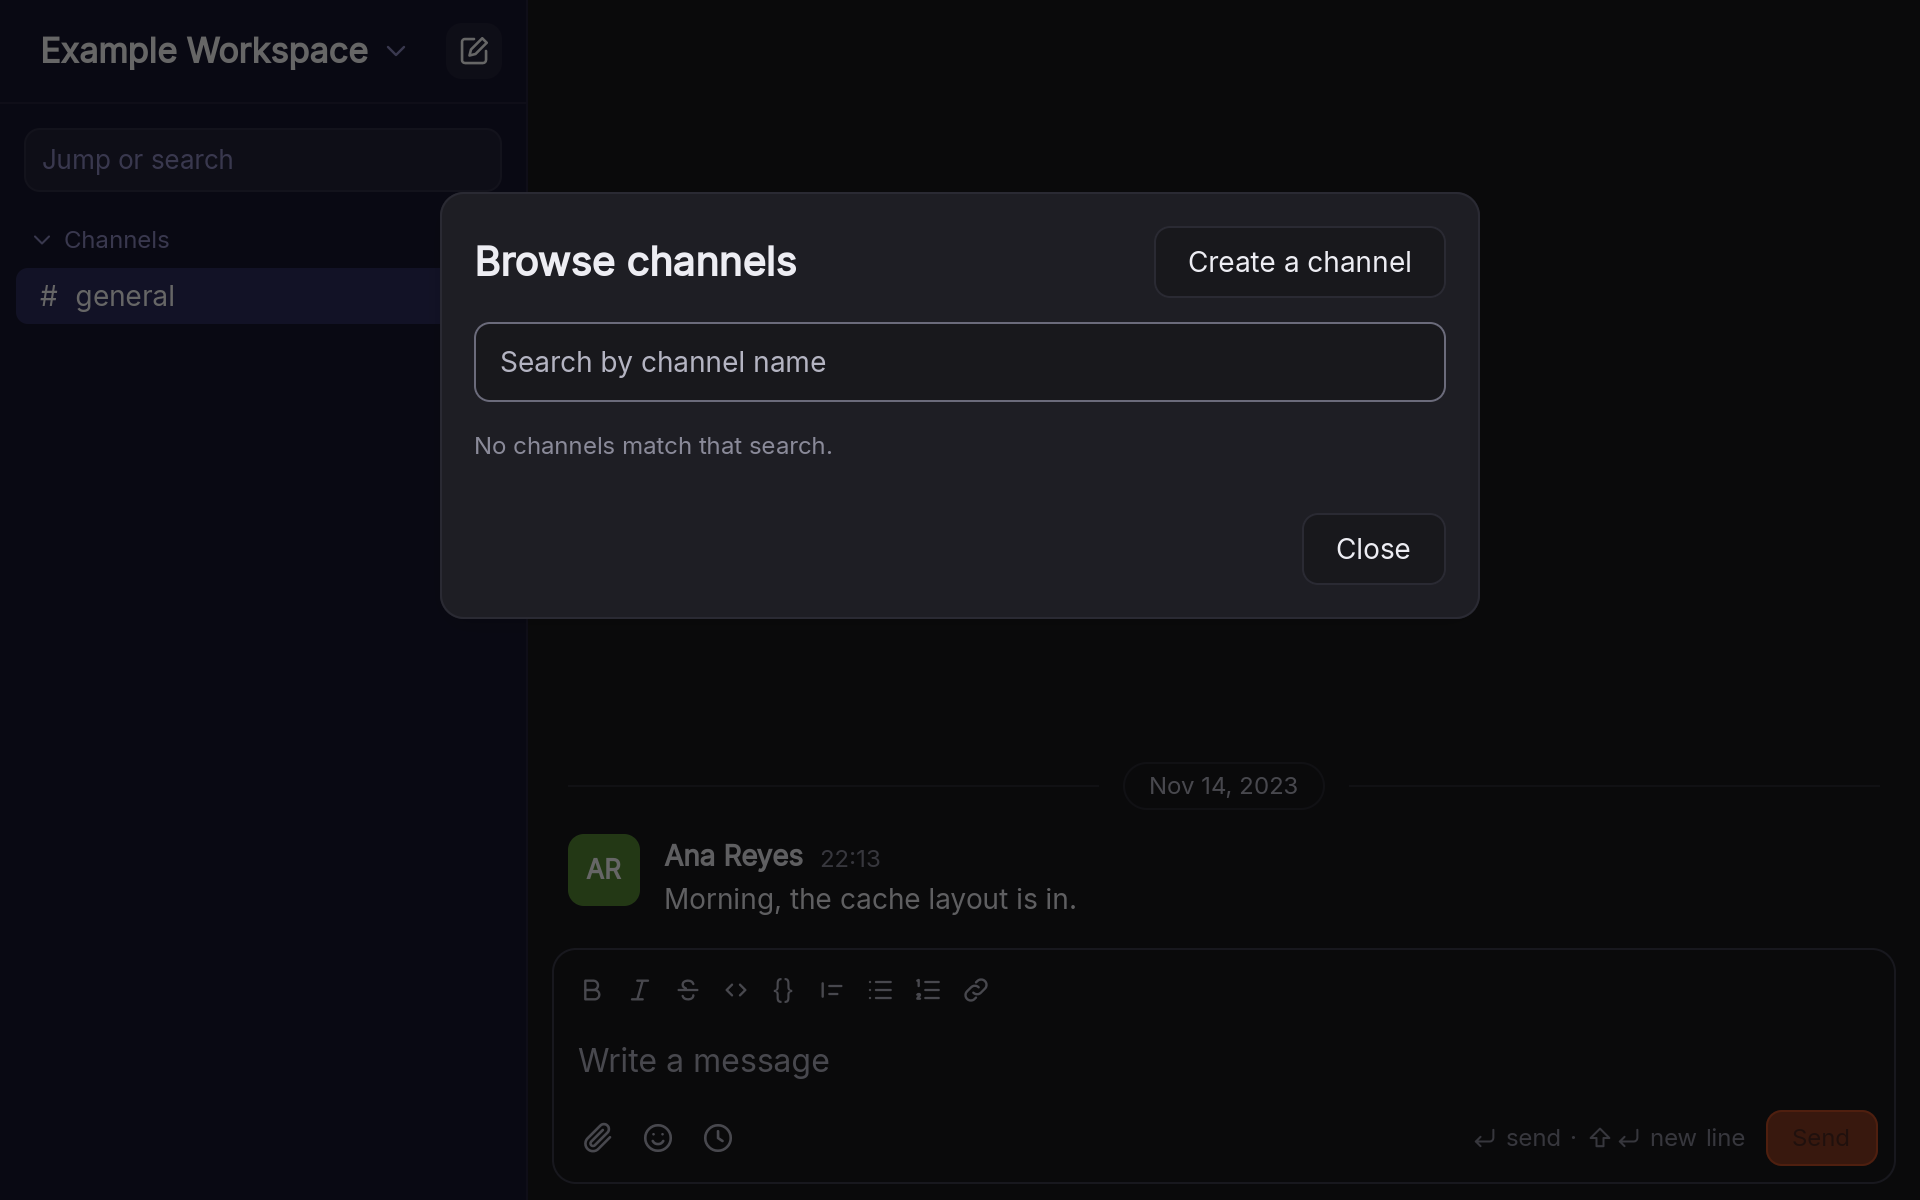 Example Workspace
Jump or search
Channels
# general
Browse channels
Create a channel
Search by channel name
No channels match that search.
Close
Nov 14, 2023
AR
Ana Reyes 22:13
Morning, the cache layout is in.
Write a message
send · new line
Send